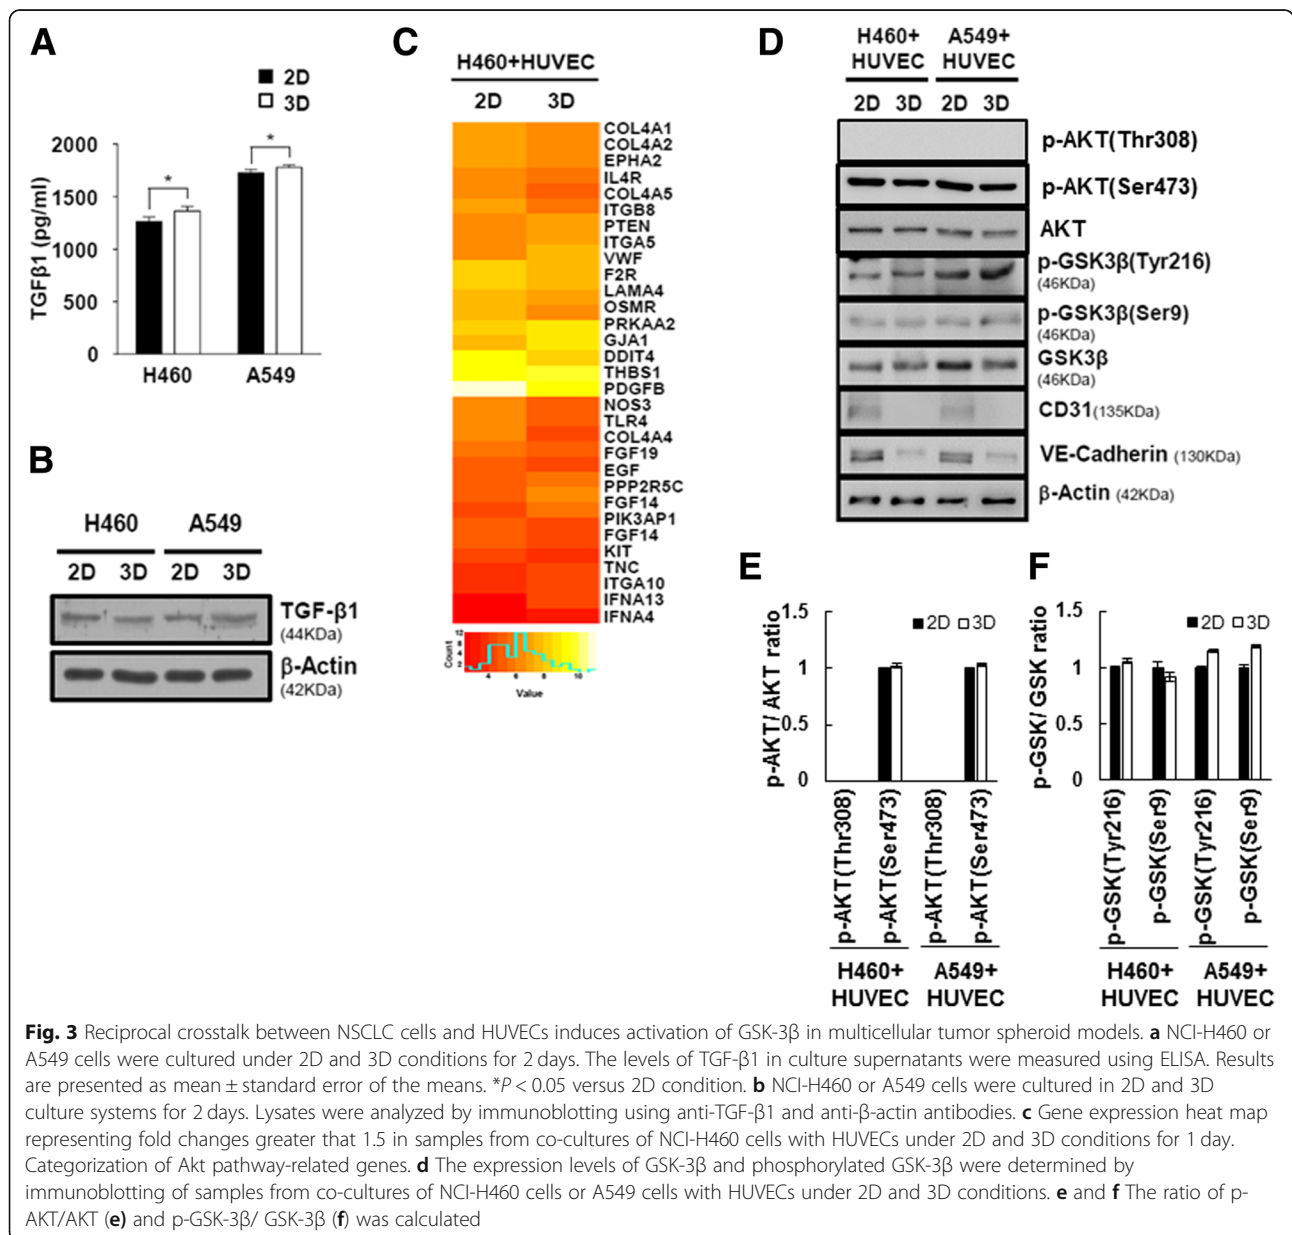 A
2D
3D
2000
1500
1000
500
0
TGFβ1 (pg/ml)
*
*
H460
A549
B
H460
A549
2D 3D 2D 3D
TGF-β1
(44KDa)
β-Actin
(42KDa)
C
H460+HUVEC
2D 3D
COL4A1
COL4A2
EPHA2
IL4R
COL4A5
ITGB8
PTEN
ITGA5
VWF
F2R
LAMA4
OSMR
PRKAA2
GJA1
DDIT4
THBS1
PDGFB
NOS3
TLR4
COL4A4
FGF19
EGF
PPP2R5C
FGF14
PIK3AP1
FGF14
KIT
TNC
ITGA10
IFNA13
IFNA4
Count
4 6 8 10
Value
D
H460+ A549+
HUVEC HUVEC
2D 3D 2D 3D
p-AKT(Thr308)
p-AKT(Ser473)
AKT
p-GSK3β(Tyr216)
(46KDa)
p-GSK3β(Ser9)
(46KDa)
GSK3β
(46KDa)
CD31(135KDa)
VE-Cadherin (130KDa)
β-Actin (42KDa)
E
1.5
1
0.5
0
p-AKT/ AKT ratio
2D 3D
p-AKT(Thr308)
p-AKT(Ser473)
p-AKT(Thr308)
p-AKT(Ser473)
H460+ A549+
HUVEC HUVEC
F
1.5
1
0.5
0
p-GSK/ GSK ratio
2D 3D
p-GSK(Tyr216)
p-GSK(Ser9)
p-GSK(Tyr216)
p-GSK(Ser9)
H460+ A549+
HUVEC HUVEC
Fig. 3 Reciprocal crosstalk between NSCLC cells and HUVECs induces activation of GSK-3β in multicellular tumor spheroid models. a NCI-H460 or
A549 cells were cultured under 2D and 3D conditions for 2 days. The levels of TGF-β1 in culture supernatants were measured using ELISA. Results
are presented as mean ± standard error of the means. *P < 0.05 versus 2D condition. b NCI-H460 or A549 cells were cultured in 2D and 3D
culture systems for 2 days. Lysates were analyzed by immunoblotting using anti-TGF-β1 and anti-β-actin antibodies. c Gene expression heat map
representing fold changes greater that 1.5 in samples from co-cultures of NCI-H460 cells with HUVECs under 2D and 3D conditions for 1 day.
Categorization of Akt pathway-related genes. d The expression levels of GSK-3β and phosphorylated GSK-3β were determined by
immunoblotting of samples from co-cultures of NCI-H460 cells or A549 cells with HUVECs under 2D and 3D conditions. e and f The ratio of p-
AKT/AKT (e) and p-GSK-3β/ GSK-3β (f) was calculated